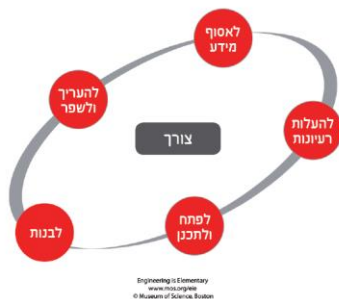 לאסוף
מידע
להעלות
רעיונות
לפתח
ולתכנן
לבנות
להעריך
ולשפר
צורך
Engineering is Elementary
www.mos.org/eie
© Museum of Science, Boston